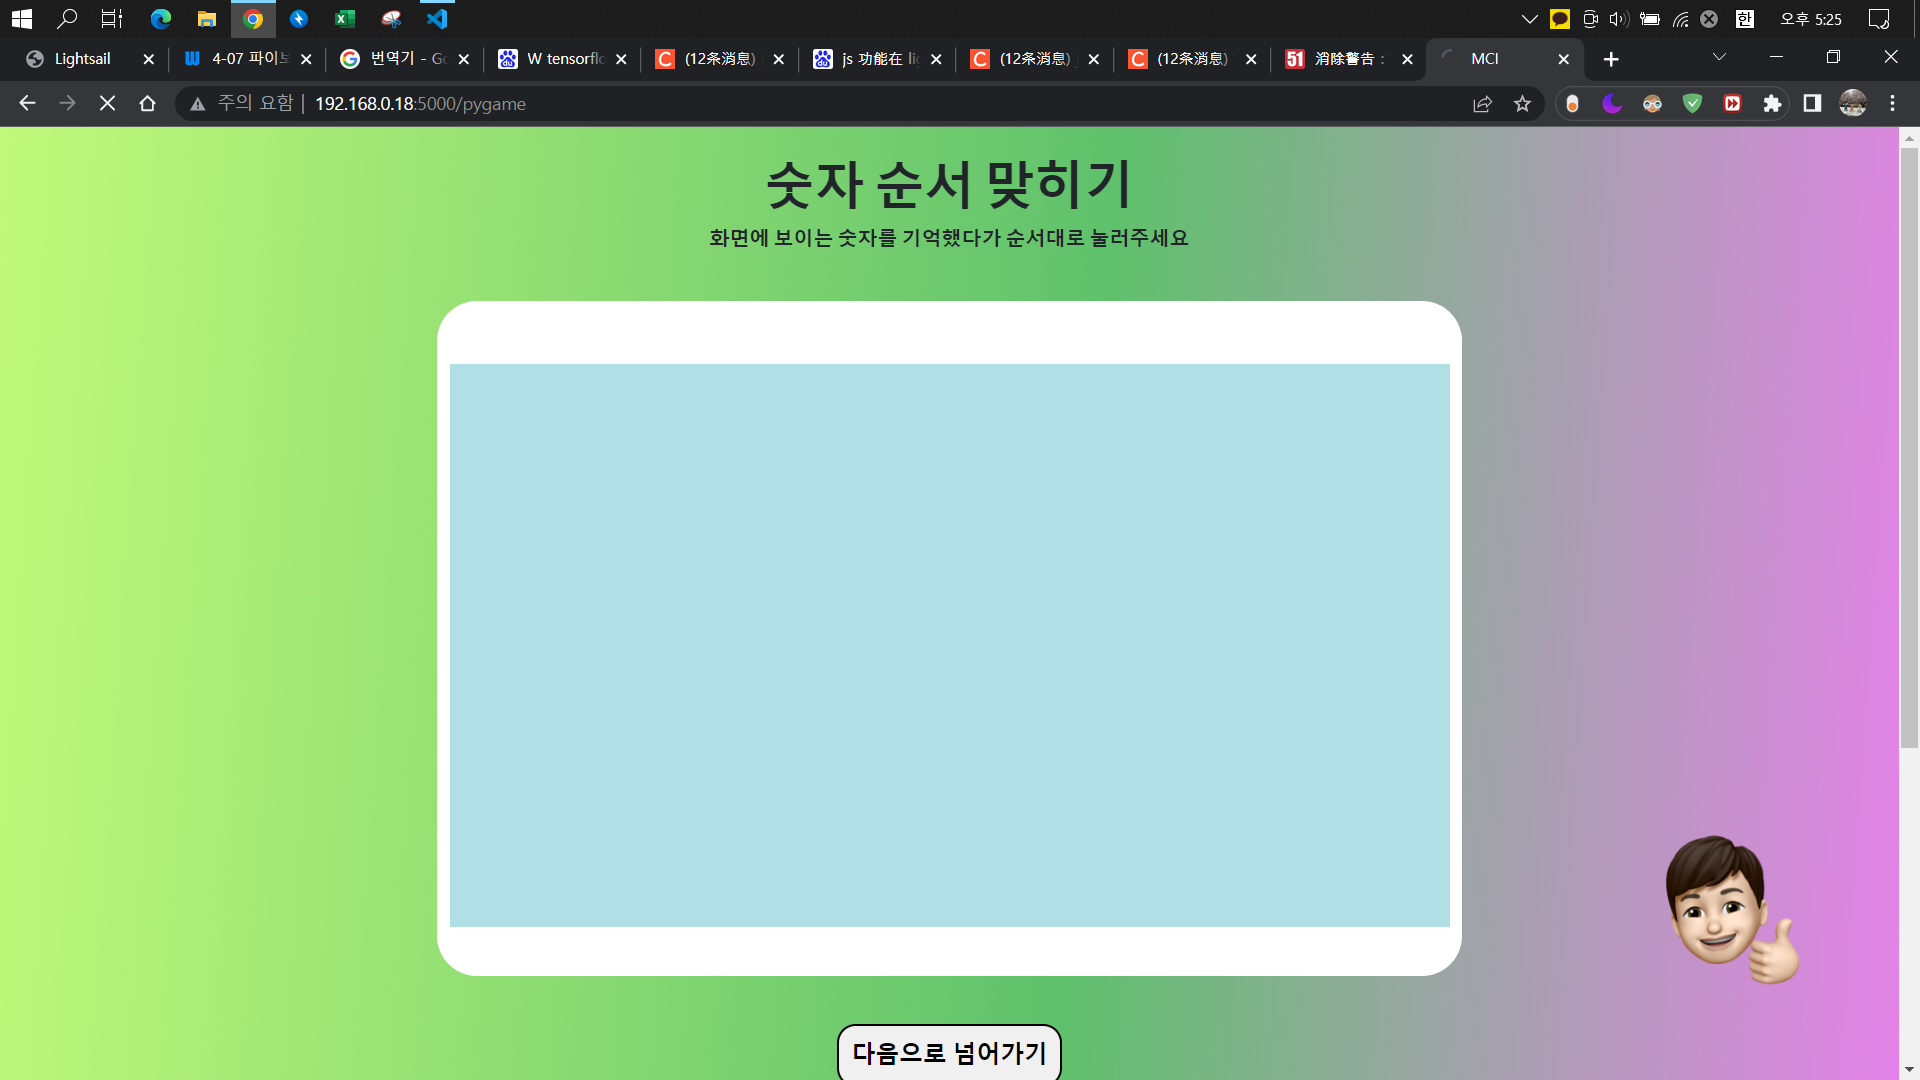 오후 5:25
Lightsail
4-07 파이
번역기 - Go
W tensorflo
(12条消息)
js 功能在 lig
(12条消息)
(12条消息)
消除警告：
MCI
주의 요함 | 192.168.0.18:5000/pygame
숫자 순서 맞히기
화면에 보이는 숫자를 기억했다가 순서대로 눌러주세요
다음으로 넘어가기